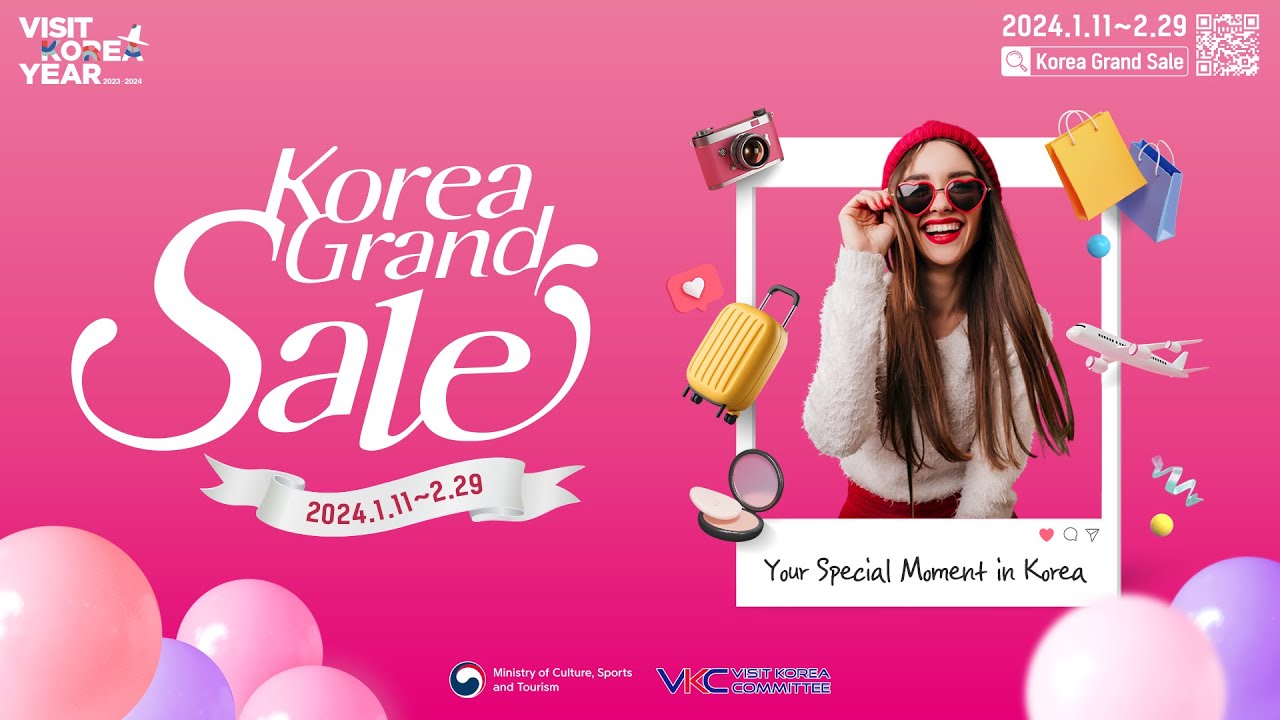 VISIT
KOREA
YEAR 2023-2024
2024.1.11~2.29
Korea Grand Sale
Korea
Grand
Sale
2024.1.11~2.29
Your Special Moment in Korea
Ministry of Culture, Sports
and Tourism
VKC VISIT KOREA
COMMITTEE